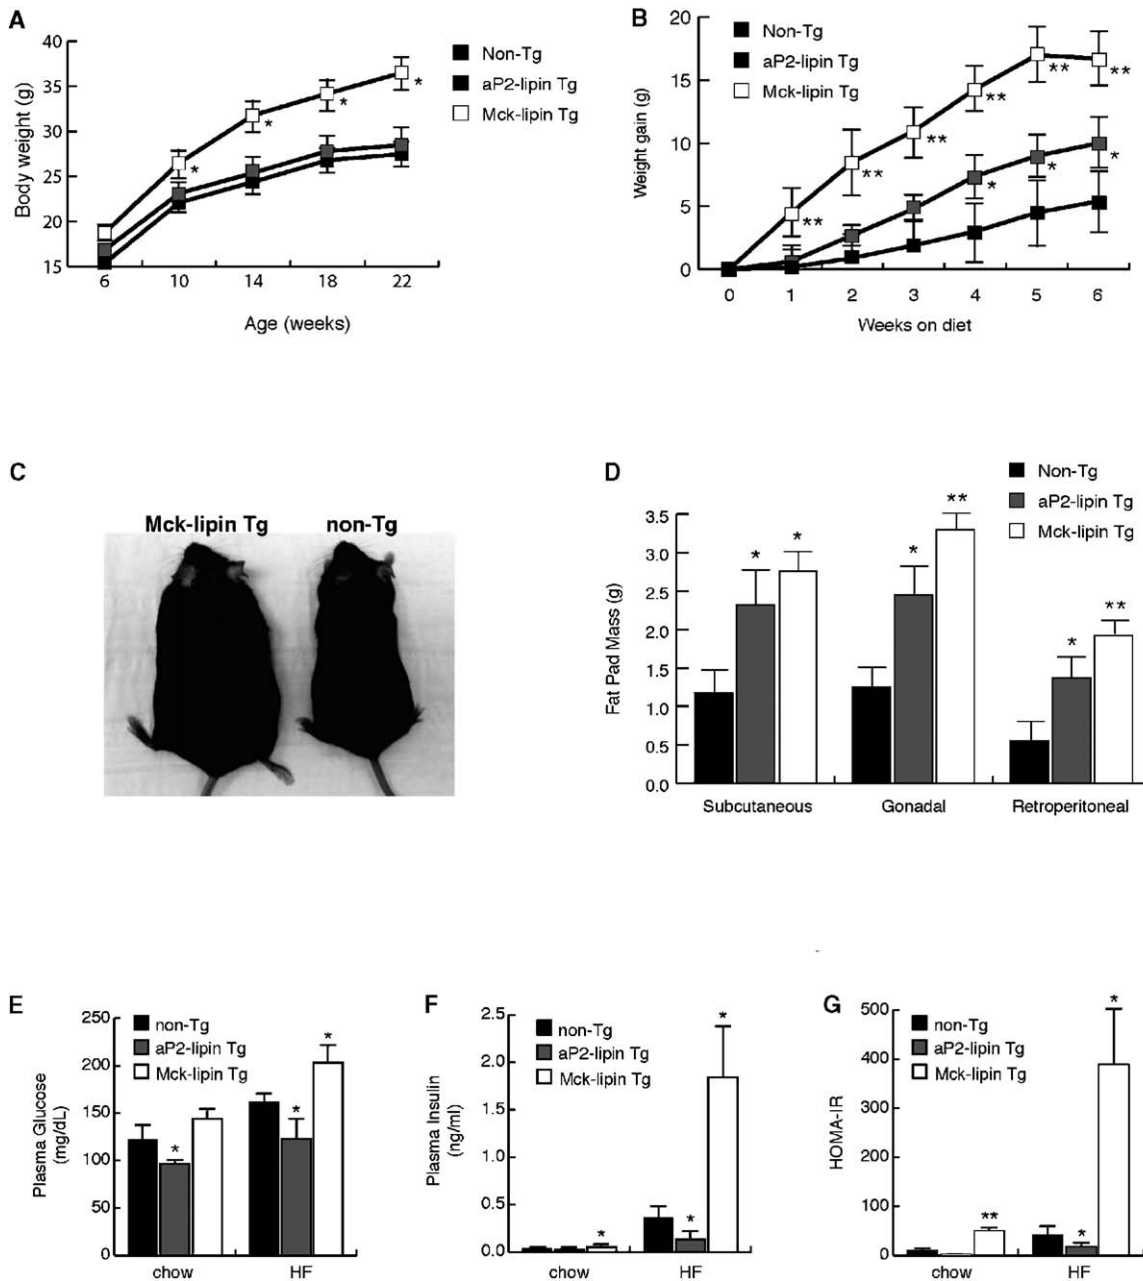 A
Non-Tg
aP2-lipin Tg
Mck-lipin Tg
40
35
30
25
20
15
Body weight (g)
*
*
*
*
6 10 14 18 22
Age (weeks)
B
Non-Tg
aP2-lipin Tg
Mck-lipin Tg
20
15
10
5
0
Weight gain (g)
** ** ** ** ** **
* * *
0 1 2 3 4 5 6
Weeks on diet
C
Mck-lipin Tg non-Tg
D
Non-Tg
aP2-lipin Tg
Mck-lipin Tg
3.5
3.0
2.5
2.0
1.5
1.0
0.5
0.0
Fat Pad Mass (g)
* * * ** * **
Subcutaneous Gonadal Retroperitoneal
E
non-Tg
aP2-lipin Tg
Mck-lipin Tg
250
200
150
100
50
0
Plasma Glucose
(mg/dL)
* * *
chow HF
F
non-Tg
aP2-lipin Tg
Mck-lipin Tg
2.5
2.0
1.5
1.0
0.5
0.0
Plasma Insulin
(ng/ml)
* * *
chow HF
G
non-Tg
aP2-lipin Tg
Mck-lipin Tg
500
400
300
200
100
0
HOMA-IR
** * *
chow HF